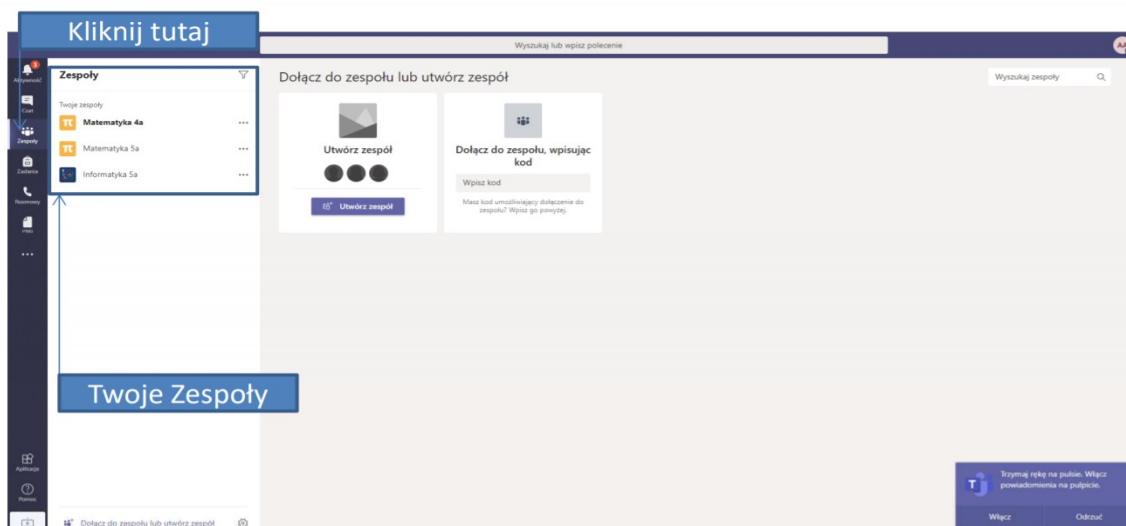 Kliknij tutaj
Wyszukaj lub wpisz polecenie
AA
3
Aktywność
Czat
Zespoły
Zadania
Rozmowy
Pliki
Aplikacje
Pomoc
Zespoły
Twoje zespoły
π Matematyka 4a
π Matematyka 5a
Informatyka 5a
Twoje Zespoły
Dołącz do zespołu lub utwórz zespół
Dołącz do zespołu lub utwórz zespół
Wyszukaj zespoły
Utwórz zespół
Utwórz zespół
Dołącz do zespołu, wpisując
kod
Wpisz kod
Masz kod umożliwiający dołączenie do
zespołu? Wpisz go powyżej.
T
Trzymaj rękę na pulsie. Włącz
powiadomienia na pulpicie.
Włącz
Odrzuć